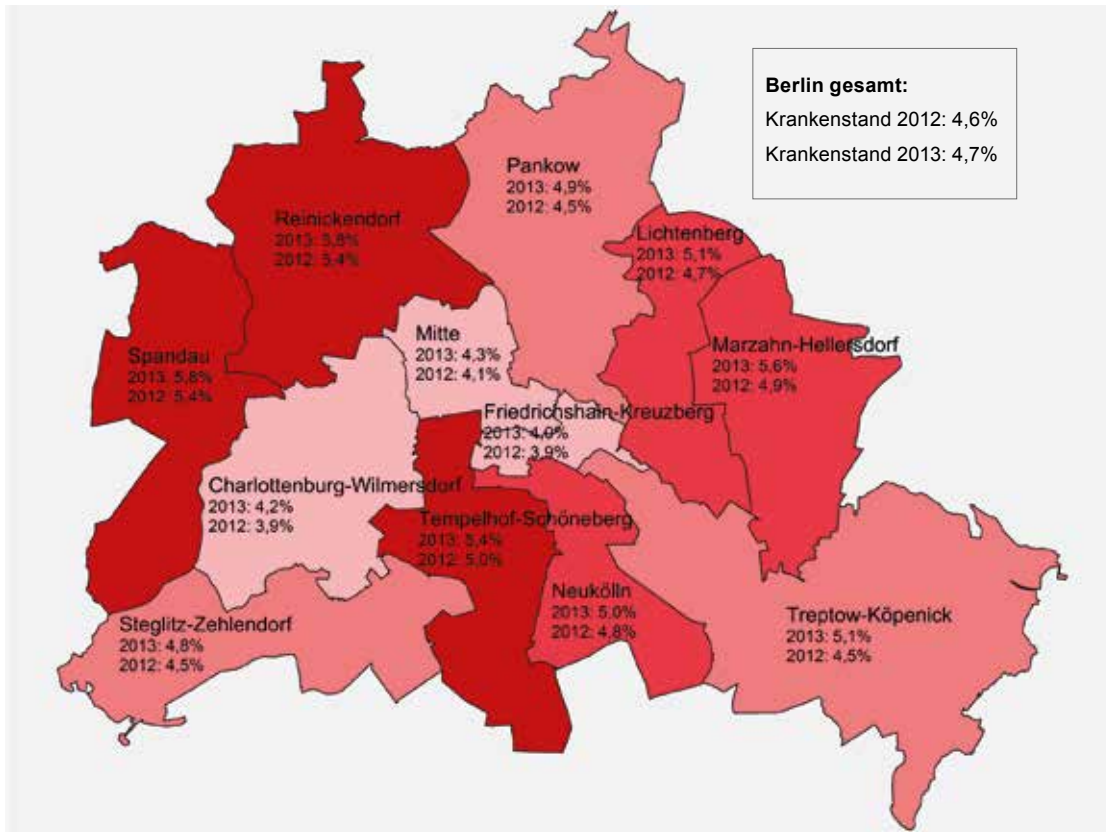 Berlin gesamt:
Krankenstand 2012: 4,6%
Krankenstand 2013: 4,7%
Pankow
2013: 4,9%
2012: 4,5%
Reinickendorf
2013: 5,8%
2012: 5,4%
Lichtenberg
2013: 5,1%
2012: 4,7%
Mitte
2013: 4,3%
2012: 4,1%
Marzahn-Hellersdorf
2013: 5,6%
2012: 4,9%
Spandau
2013: 5,8%
2012: 5,4%
Friedrichshain-Kreuzberg
2013: 4,0%
2012: 3,9%
Charlottenburg-Wilmersdorf
2013: 4,2%
2012: 3,9%
Tempelhof-Schöneberg
2013: 5,4%
2012: 5,0%
Neukölln
2013: 5,0%
2012: 4,8%
Treptow-Köpenick
2013: 5,1%
2012: 4,5%
Steglitz-Zehlendorf
2013: 4,8%
2012: 4,5%